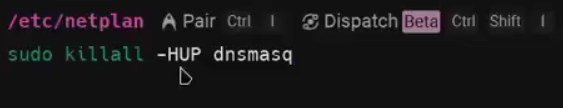 /etc/netplan Pair Ctrl I Dispatch Beta Ctrl Shift I
sudo killall -HUP dnsmasq